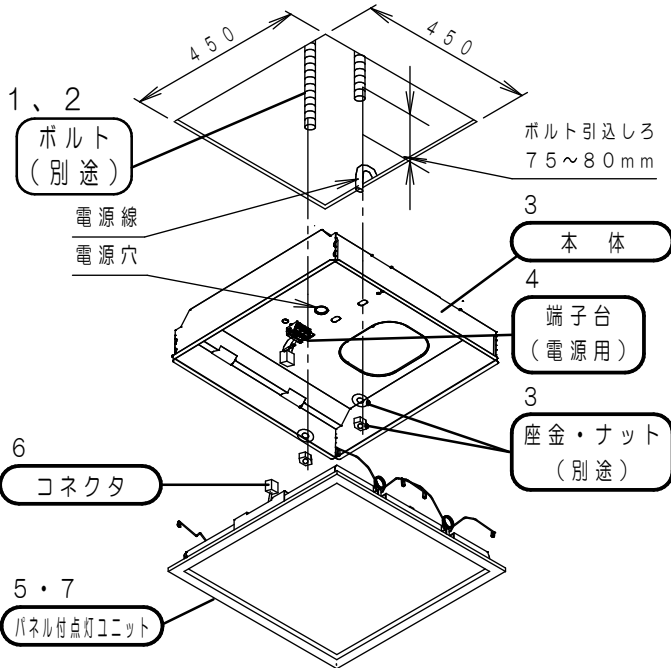 450
450
1、2
ボルト
(別途)
ボルト引込しろ
75~80mm
電源線
電源穴
3
本 体
4
端子台
(電源用)
3
座金・ナット
(別途)
6
コネクタ
5・7
パネル付点灯ユニット